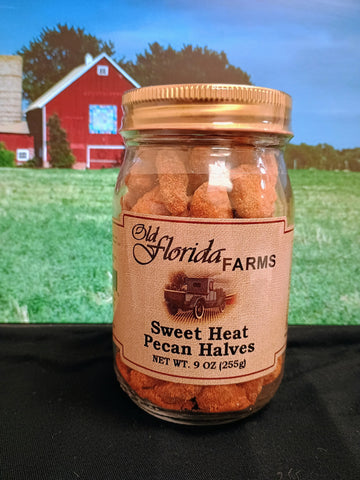 Old
Florida FARMS
Sweet Heat
Pecan Halves
NET WT. 9 OZ (255g)